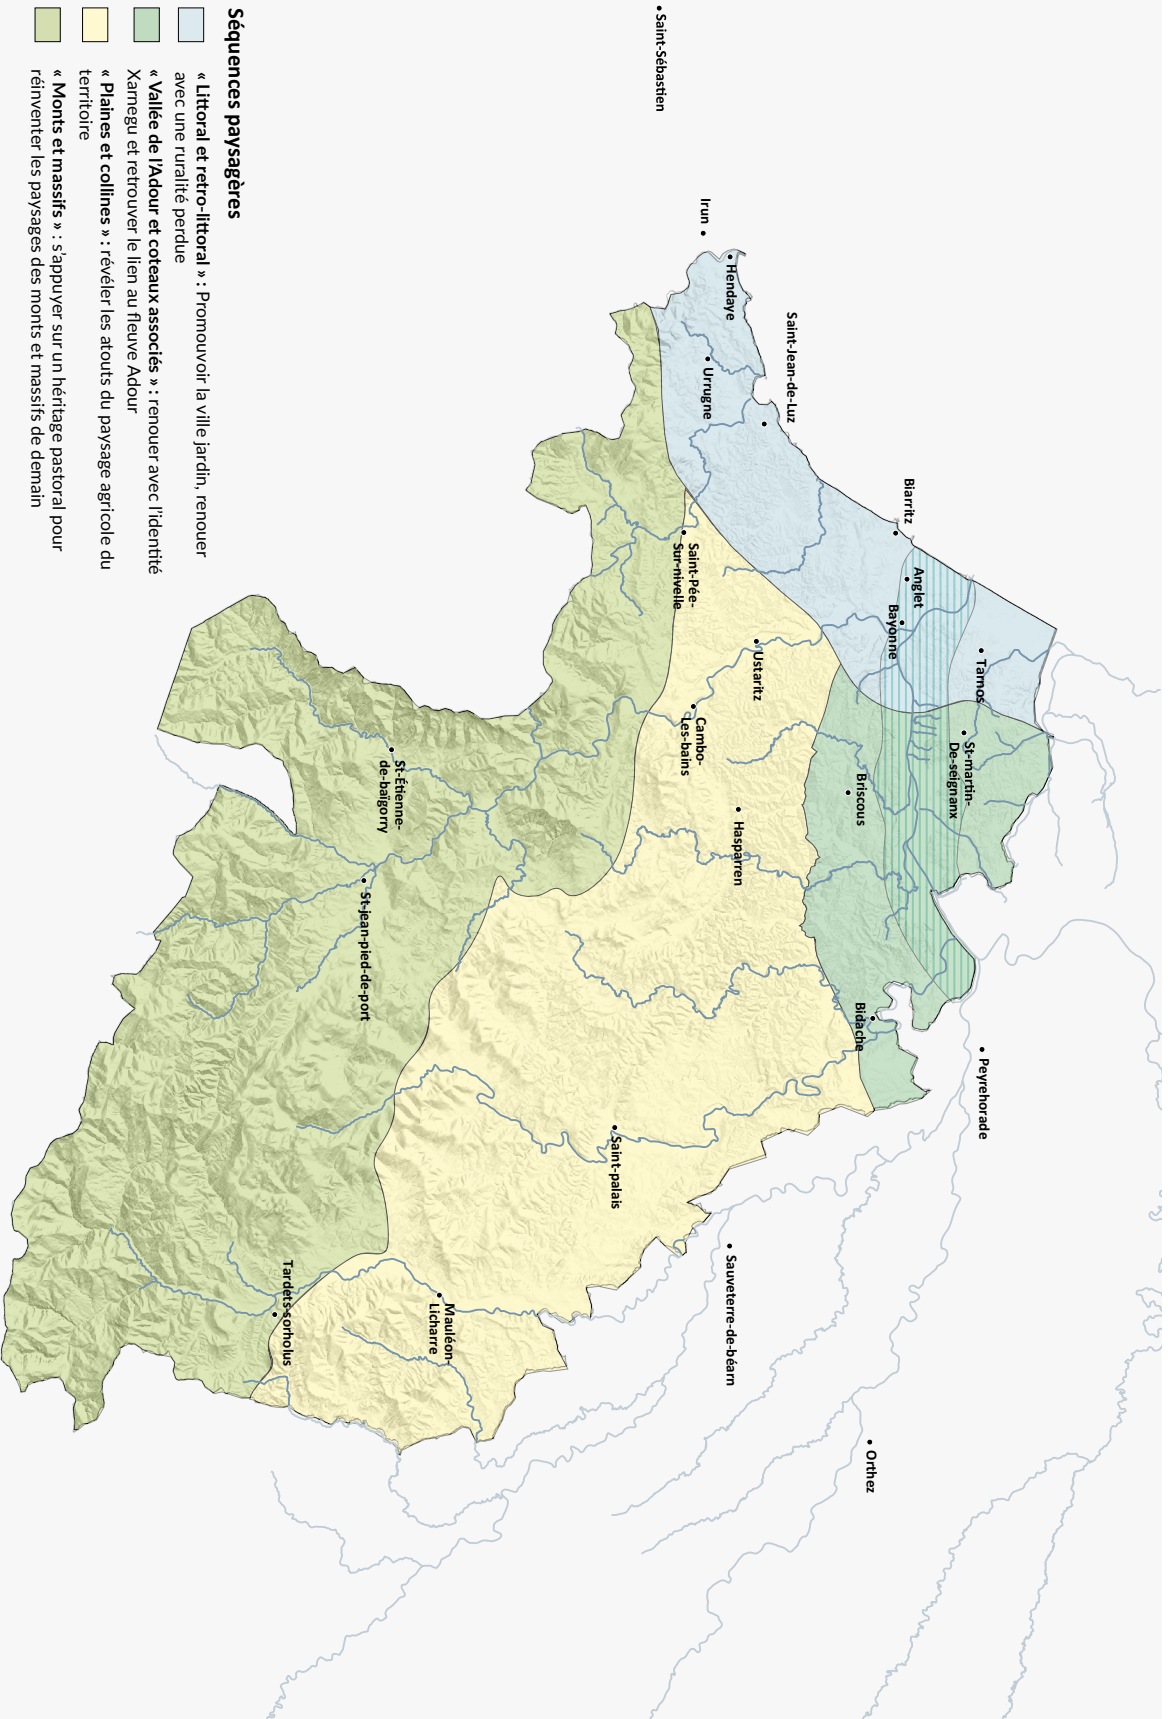 Séquences paysagères
« Littoral et retro-littoral » : Promouvoir la ville jardin, renouer
avec une ruralité perdue
« Vallée de l'Adour et coteaux associés » : renouer avec l'identité
Xarnegu et retrouver le lien au fleuve Adour
« Plaines et collines » : révéler les atouts du paysage agricole du
territoire
« Monts et massifs » : s'appuyer sur un héritage pastoral pour
réinventer les paysages des monts et massifs de demain
Saint-Sébastien
Irun
Hendaye
Urrugne
Saint-Jean-de-Luz
Biarritz
Anglet
Bayonne
Tarnos
St-martin-
De-seignanx
Saint-Pée-
Sur-nivelle
Ustaritz
Cambo-
Les-bains
Briscous
Hasparren
Bidache
Peyrehorade
St-Étienne-
de-baïgorry
St-jean-pied-de-port
Saint-palais
Sauveterre-de-béarn
Mauléon-
Licharre
Tardets-sorholus
Orthez